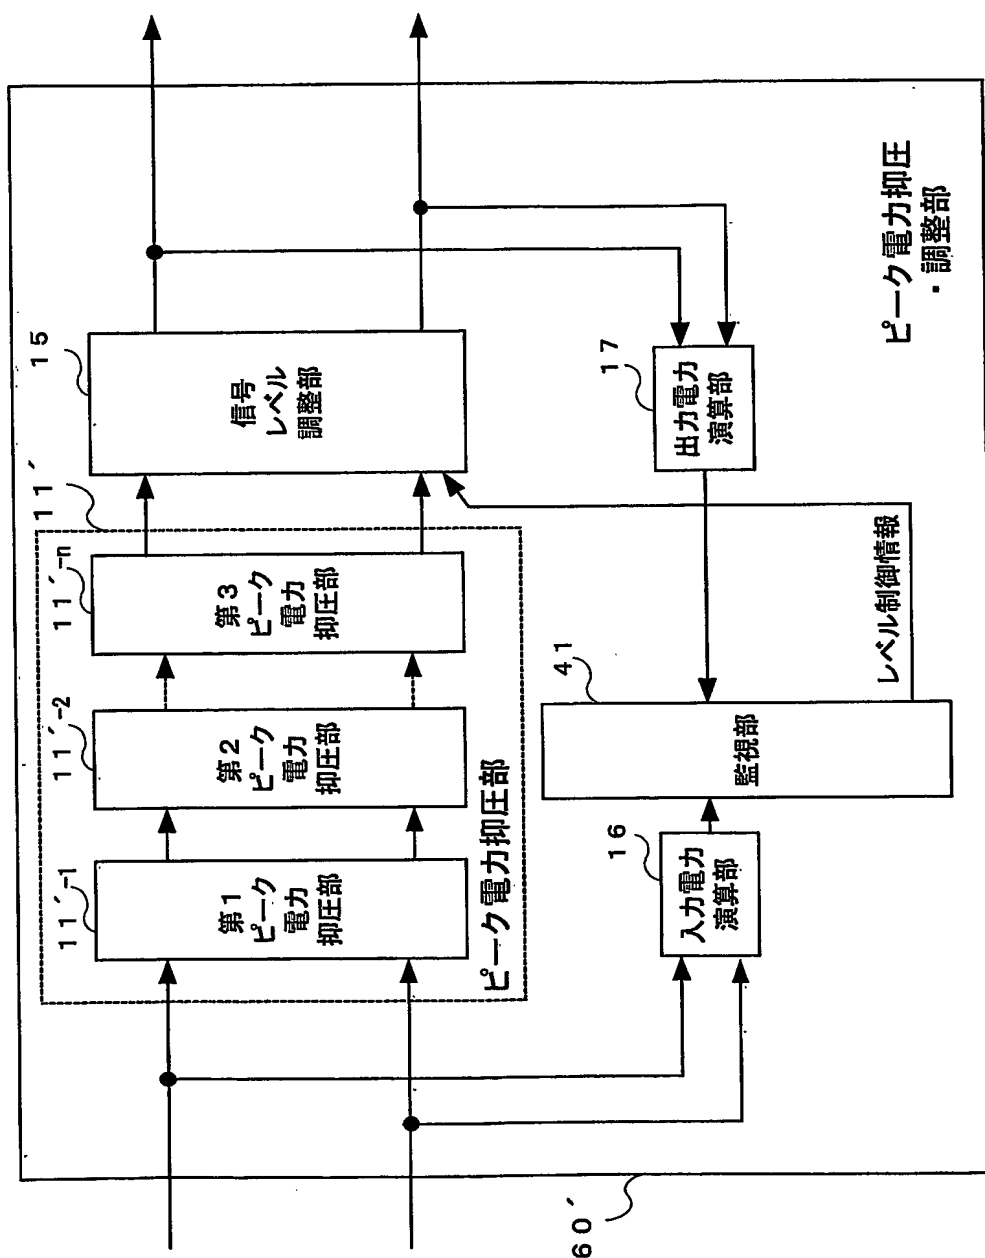 60´
11´
11´-1
第1
ピーク
電力
抑圧部
11´-2
第2
ピーク
電力
抑圧部
11´-n
第3
ピーク
電力
抑圧部
ピーク電力抑圧部
15
信号
レベル
調整部
16
入力電力
演算部
41
監視部
レベル制御情報
17
出力電力
演算部
ピーク電力抑圧
・調整部